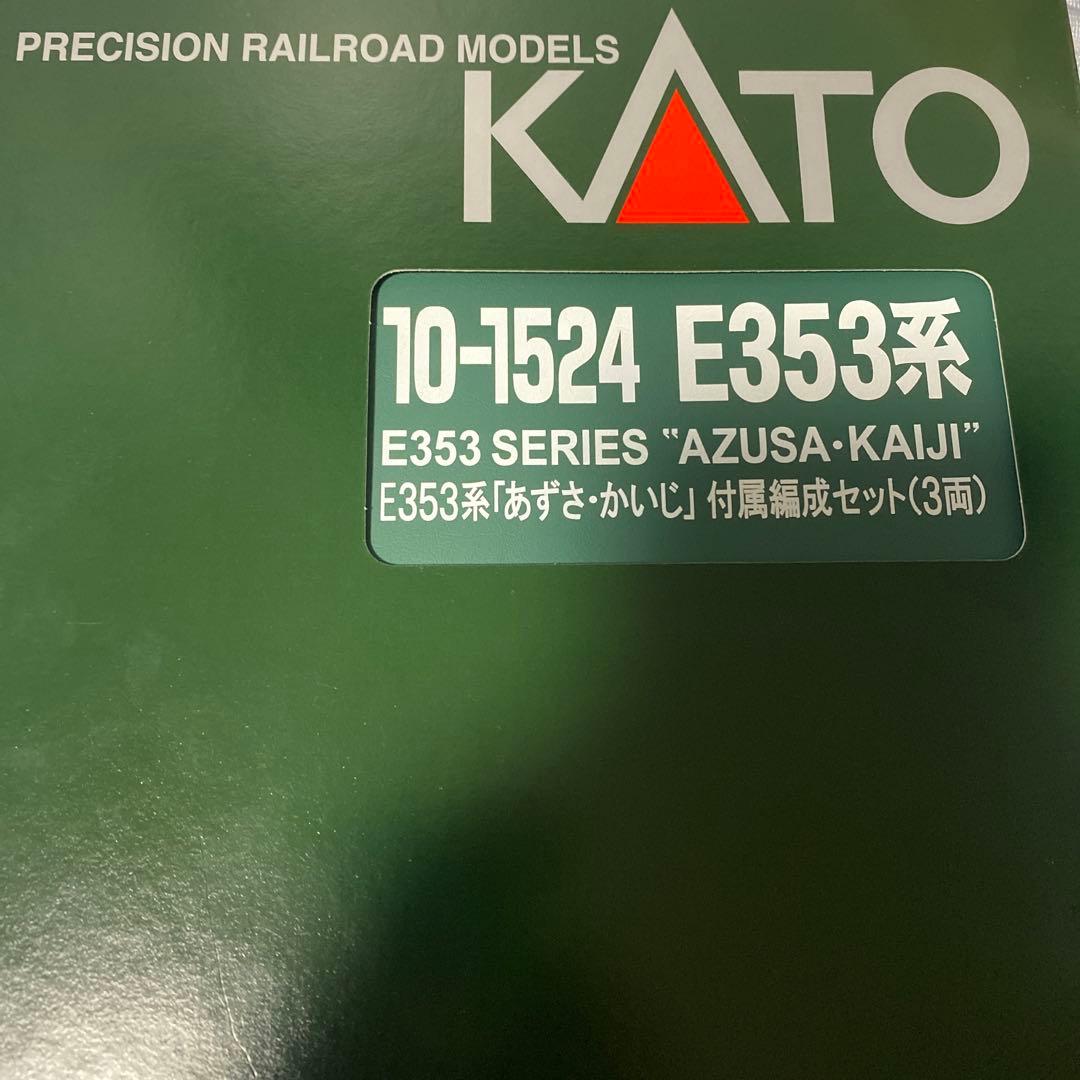 PRECISION RAILROAD MODELS
KATO
10-1524 E353系
E353 SERIES “AZUSA・KAIJI”
E353系「あずさ・かいじ」付属編成セット(3両)